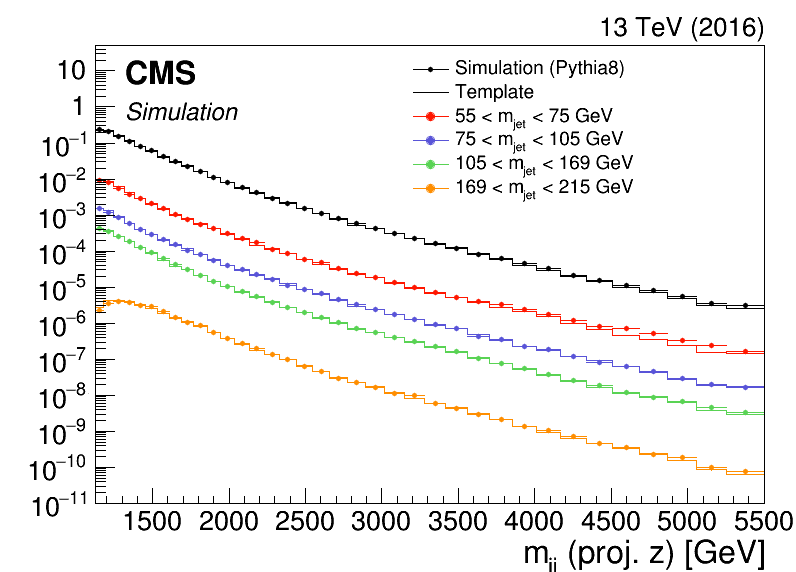 13 TeV (2016)
CMS
Simulation
Simulation (Pythia8)
Template
55 < m_jet < 75 GeV
75 < m_jet < 105 GeV
105 < m_jet < 169 GeV
169 < m_jet < 215 GeV
10
1
10^−1
10^−2
10^−3
10^−4
10^−5
10^−6
10^−7
10^−8
10^−9
10^−10
10^−11
1500 2000 2500 3000 3500 4000 4500 5000 5500
m_jj (proj. z) [GeV]